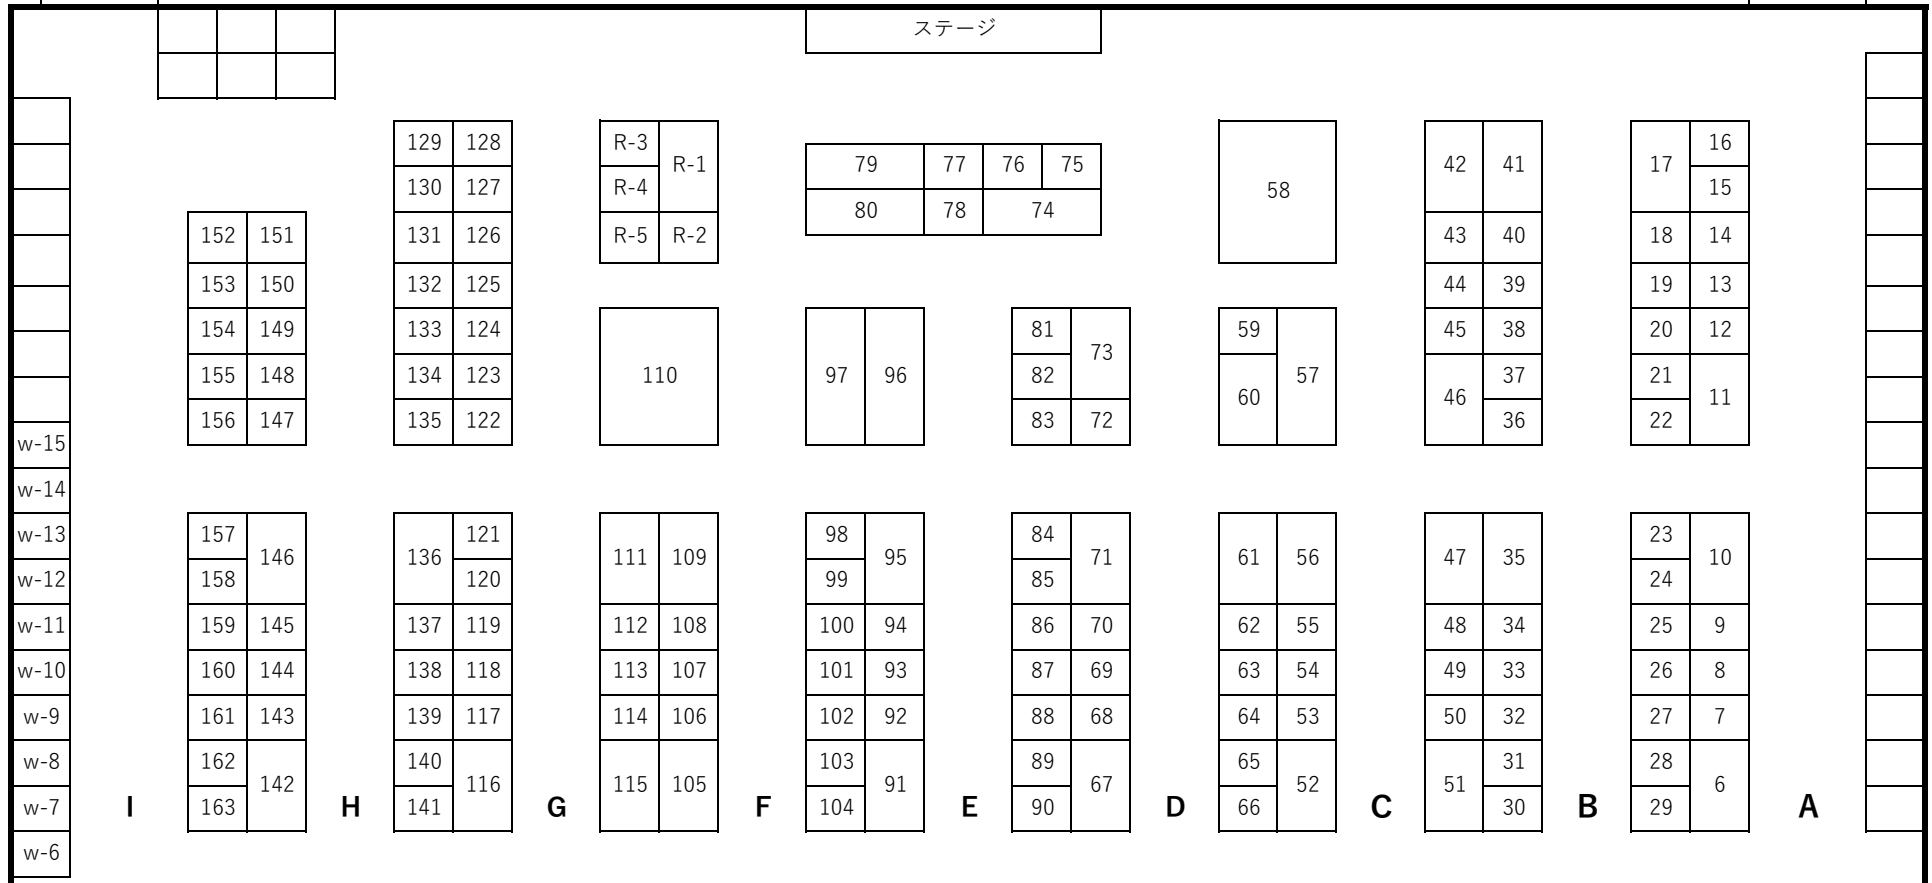 ステージ
129 128 R-3 R-1 79 77 76 75 58 42 41 17 16
130 127 R-4 15
80 78 74
152 151 131 126 R-5 R-2 43 40 18 14
153 150 132 125 44 39 19 13
154 149 133 124 81 73 59 45 38 20 12
155 148 134 123 110 97 96 82 57 37 21
60 46 11
156 147 135 122 83 72 36 22
w-15
w-14
w-13 157 121 98 84 23
146 136 111 109 95 71 61 56 47 35 10
w-12 158 120 99 85 24
w-11 159 145 137 119 112 108 100 94 86 70 62 55 48 34 25 9
w-10 160 144 138 118 113 107 101 93 87 69 63 54 49 33 26 8
w-9 161 143 139 117 114 106 102 92 88 68 64 53 50 32 27 7
w-8 162 140 103 89 65 31 28
142 116 115 105 91 67 52 51 6
w-7 I 163 H 141 G F 104 E 90 D 66 C 30 B 29 A
w-6